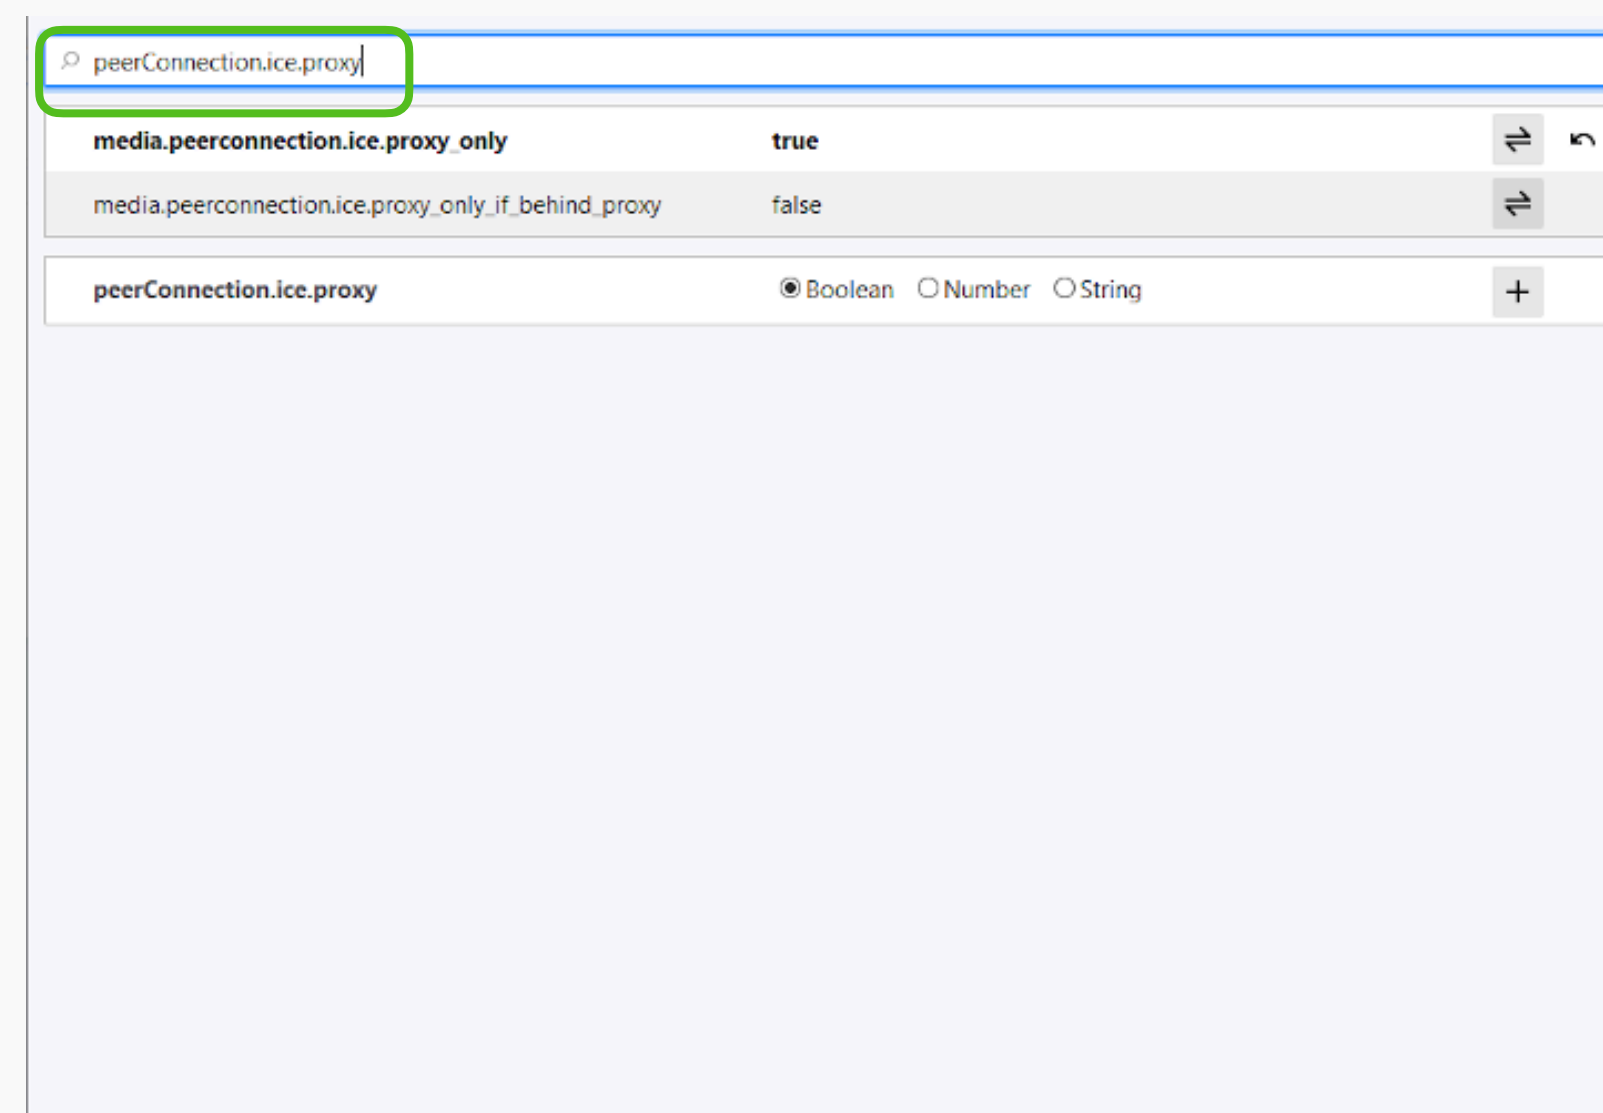 peerConnection.ice.proxy
media.peerconnection.ice.proxy_only true
media.peerconnection.ice.proxy_only_if_behind_proxy false
peerConnection.ice.proxy Boolean Number String